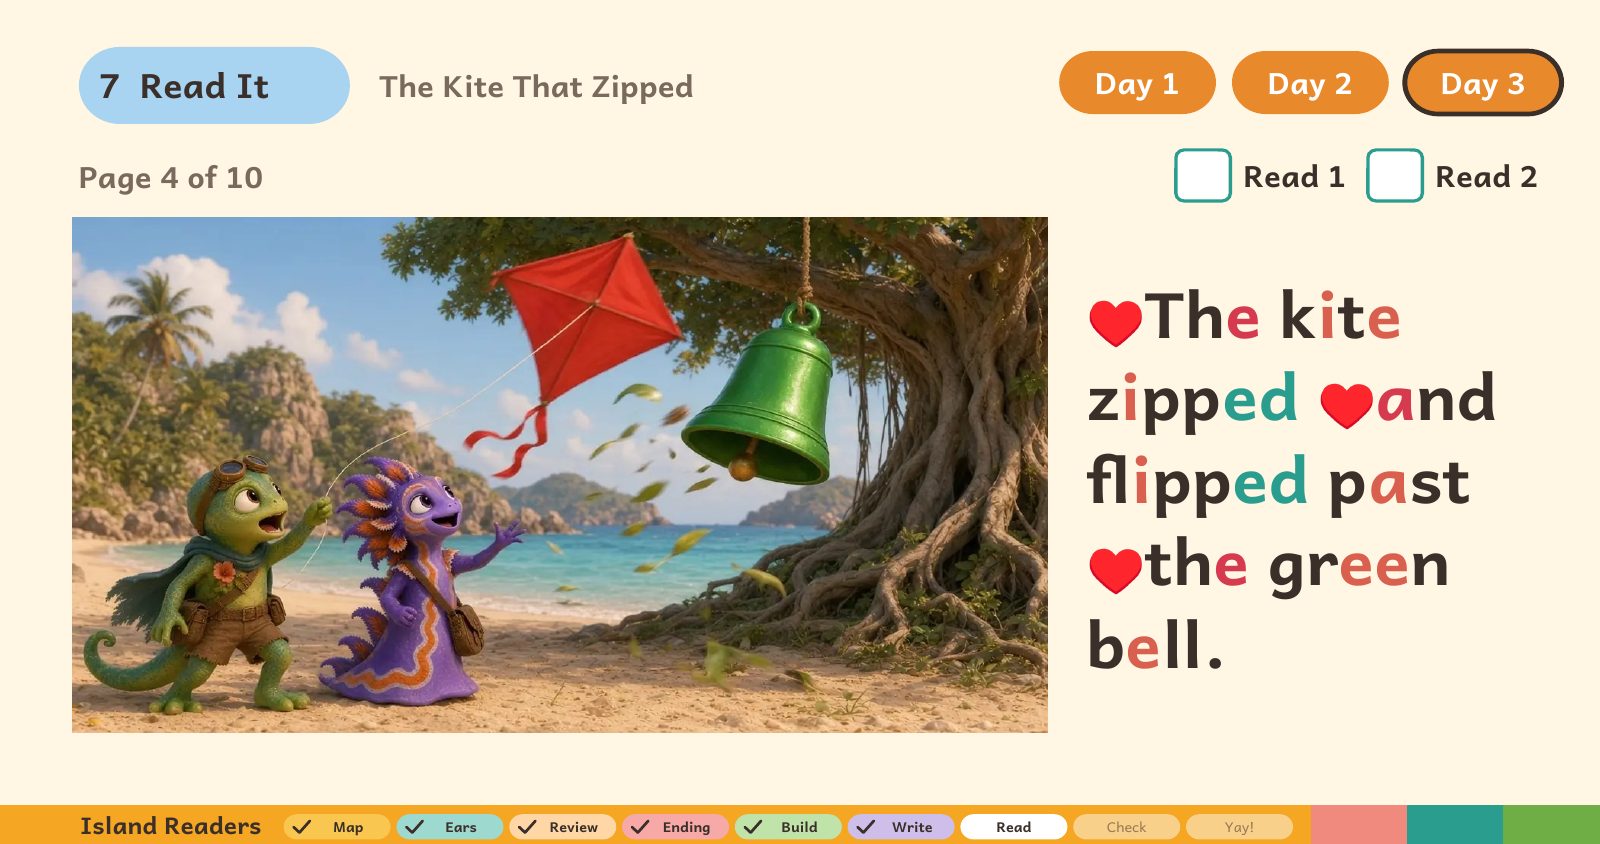 7 Read It
The Kite That Zipped
Day 1
Day 2
Day 3
Page 4 of 10
Read 1
Read 2
The kite
zipped and
flipped past
the green
bell.
Island Readers
Map
Ears
Review
Ending
Build
Write
Read
Check
Yay!